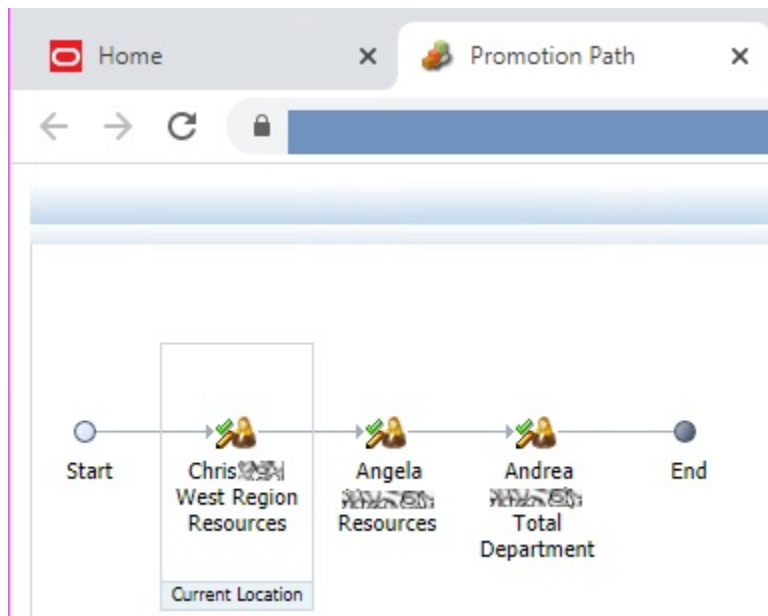 Home
Promotion Path
Start
Chris
West Region
Resources
Current Location
Angela
Resources
Andrea
Total
Department
End